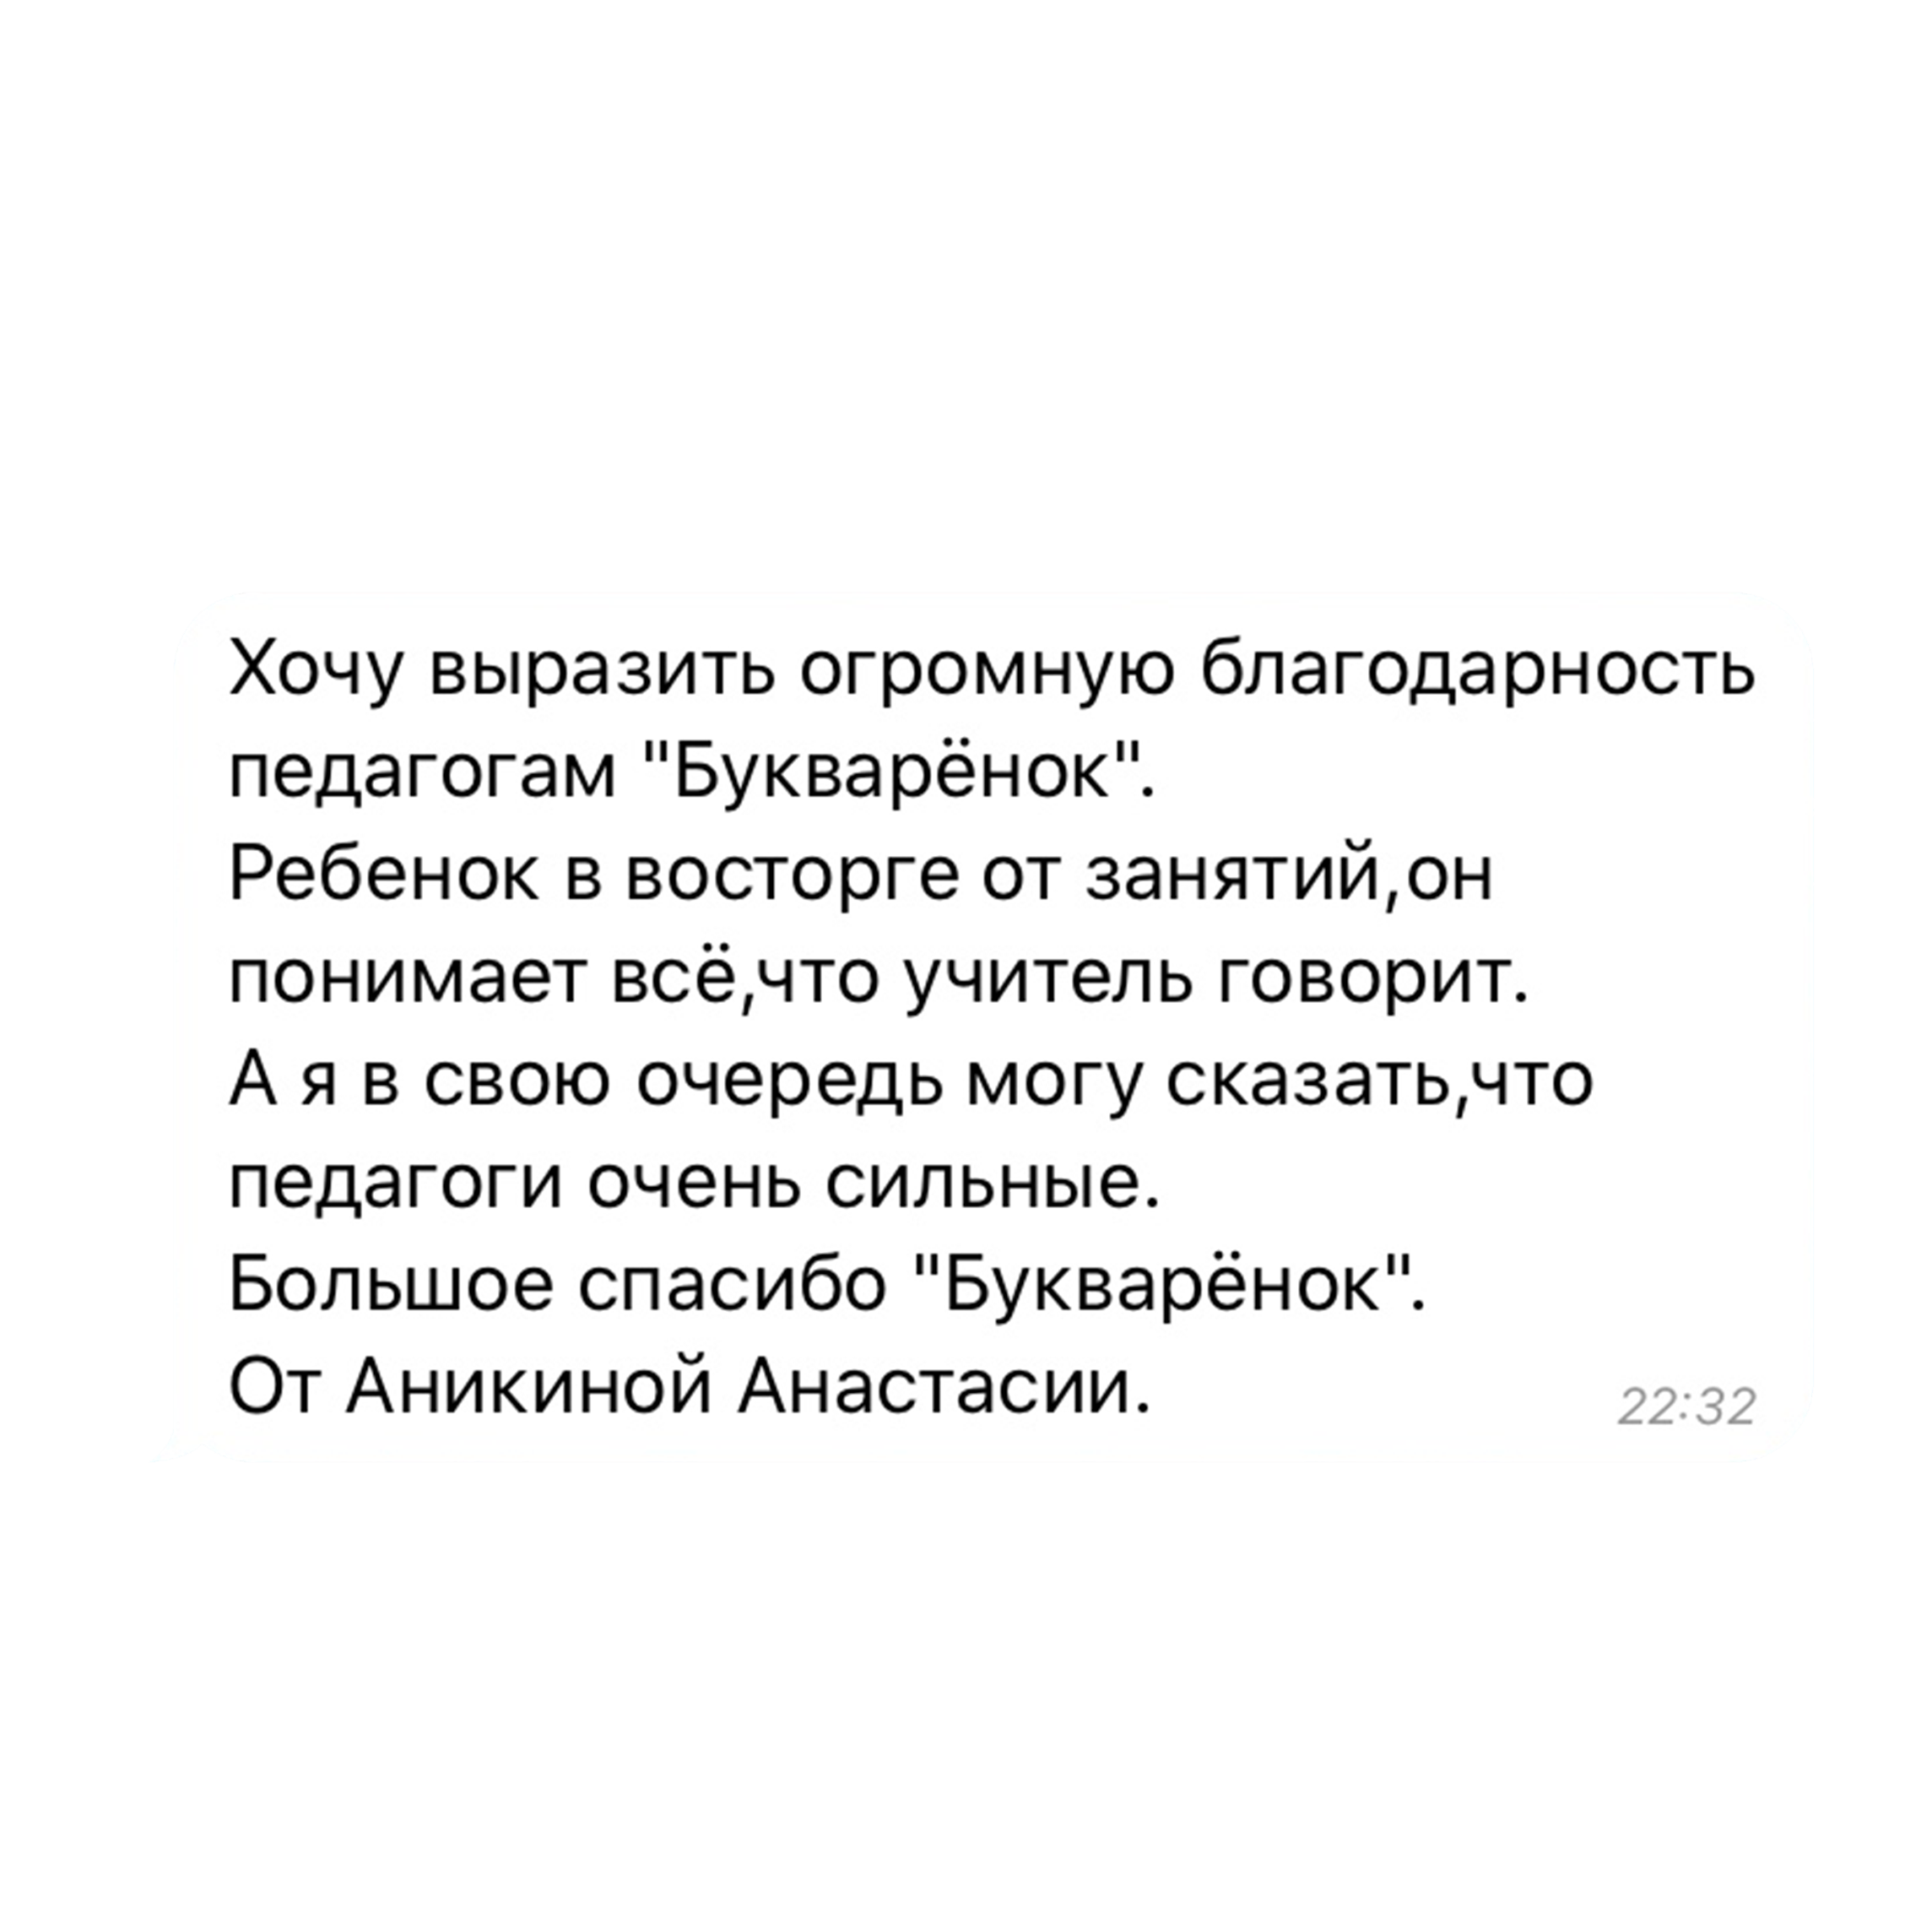 Хочу выразить огромную благодарность
педагогам "Букварёнок".
Ребенок в восторге от занятий,он
понимает всё,что учитель говорит.
А я в свою очередь могу сказать,что
педагоги очень сильные.
Большое спасибо "Букварёнок".
От Аникиной Анастасии.
22:32